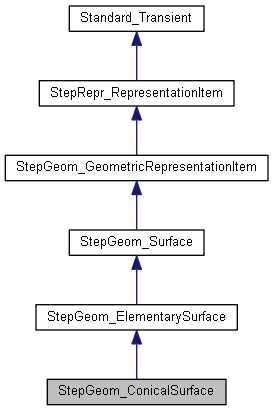 Standard_Transient
StepRepr_RepresentationItem
StepGeom_GeometricRepresentationItem
StepGeom_Surface
StepGeom_ElementarySurface
StepGeom_ConicalSurface